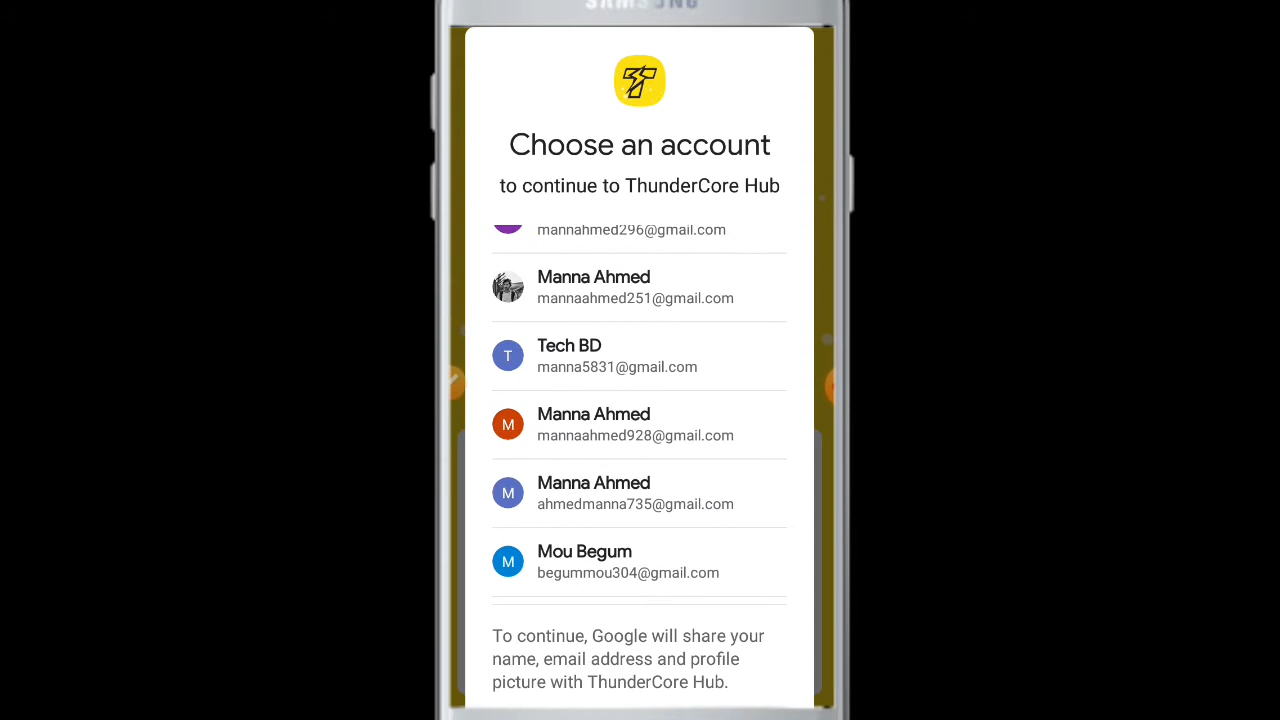 SAMSUNG
Choose an account
to continue to ThunderCore Hub
mannahmed296@gmail.com
Manna Ahmed
mannaahmed251@gmail.com
T
Tech BD
manna5831@gmail.com
M
Manna Ahmed
mannaahmed928@gmail.com
M
Manna Ahmed
ahmedmanna735@gmail.com
M
Mou Begum
begummou304@gmail.com
To continue, Google will share your
name, email address and profile
picture with ThunderCore Hub.